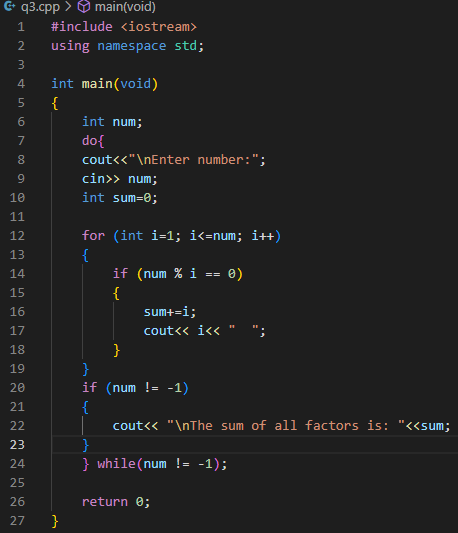 q3.cpp > main(void)
1 #include <iostream>
2 using namespace std;
3
4 int main(void)
5 {
6 int num;
7 do{
8 cout<<"\nEnter number:";
9 cin>> num;
10 int sum=0;
11
12 for (int i=1; i<=num; i++)
13 {
14 if (num % i == 0)
15 {
16 sum+=i;
17 cout<< i<< "  ";
18 }
19 }
20 if (num != -1)
21 {
22 cout<< "\nThe sum of all factors is: "<<sum;
23 }
24 } while(num != -1);
25
26 return 0;
27 }